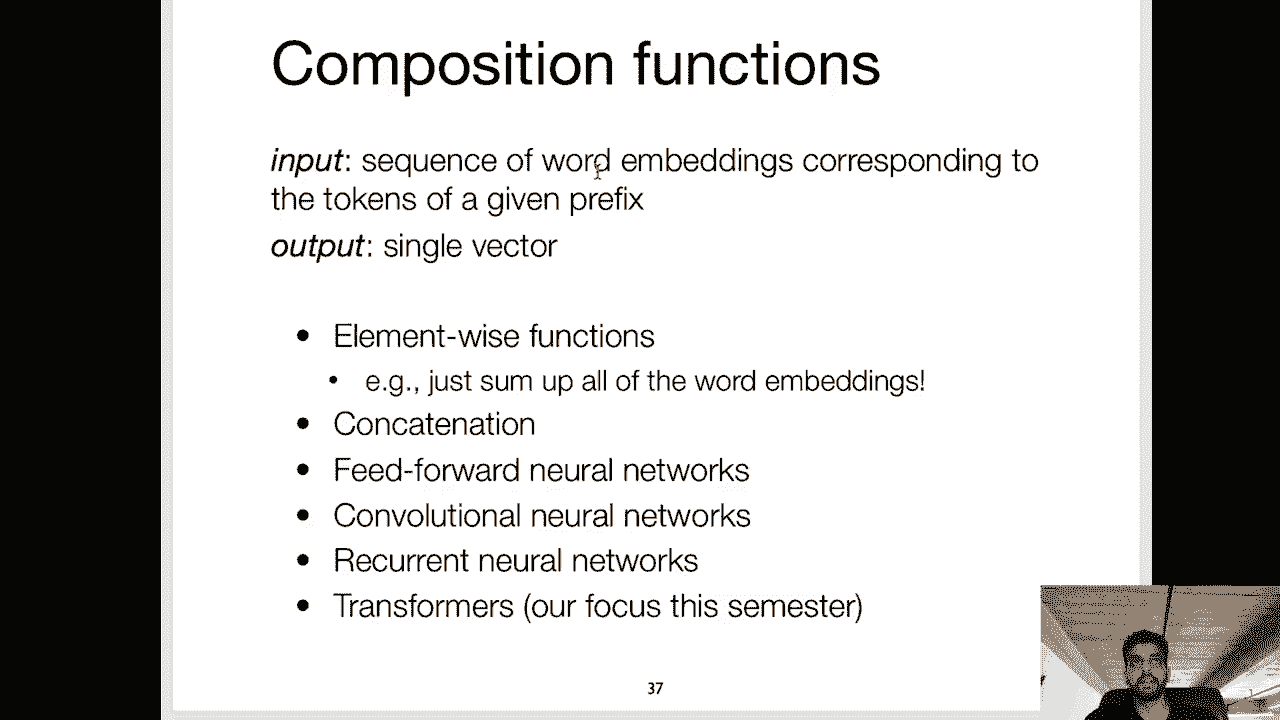 Composition functions
input: sequence of word embeddings corresponding to
the tokens of a given prefix
output: single vector
• Element-wise functions
• e.g., just sum up all of the word embeddings!
• Concatenation
• Feed-forward neural networks
• Convolutional neural networks
• Recurrent neural networks
• Transformers (our focus this semester)
37